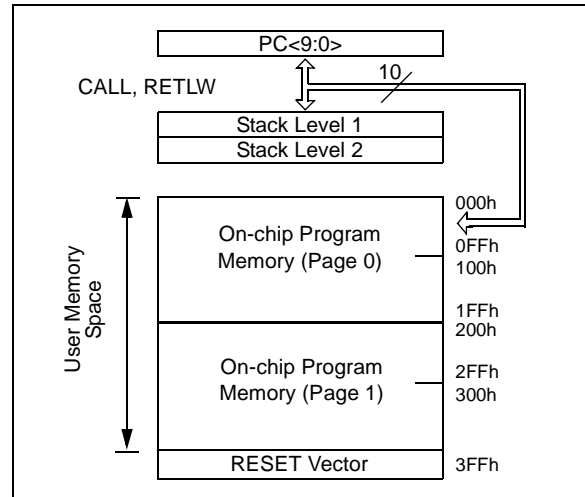 PC<9:0>
10
CALL, RETLW
Stack Level 1
Stack Level 2
000h
On-chip Program
Memory (Page 0)
0FFh
100h
1FFh
200h
User Memory
Space
On-chip Program
Memory (Page 1)
2FFh
300h
RESET Vector
3FFh